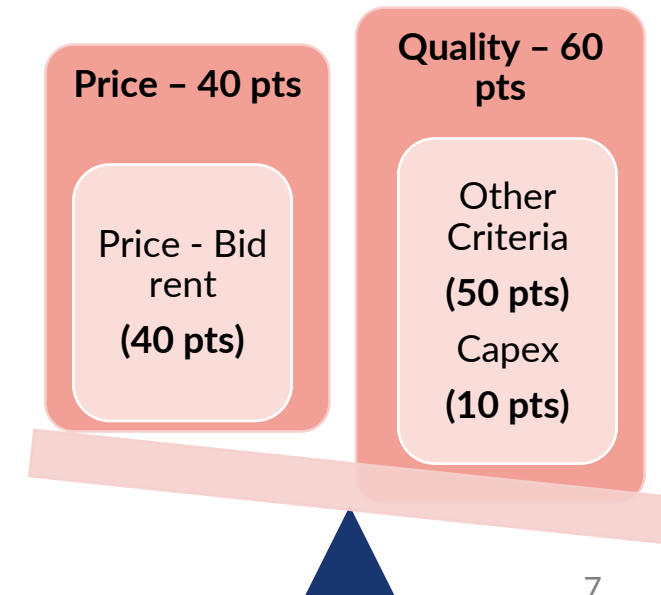 Price – 40 pts
Price - Bid
rent
(40 pts)
Quality – 60
pts
Other
Criteria
(50 pts)
Capex
(10 pts)
7